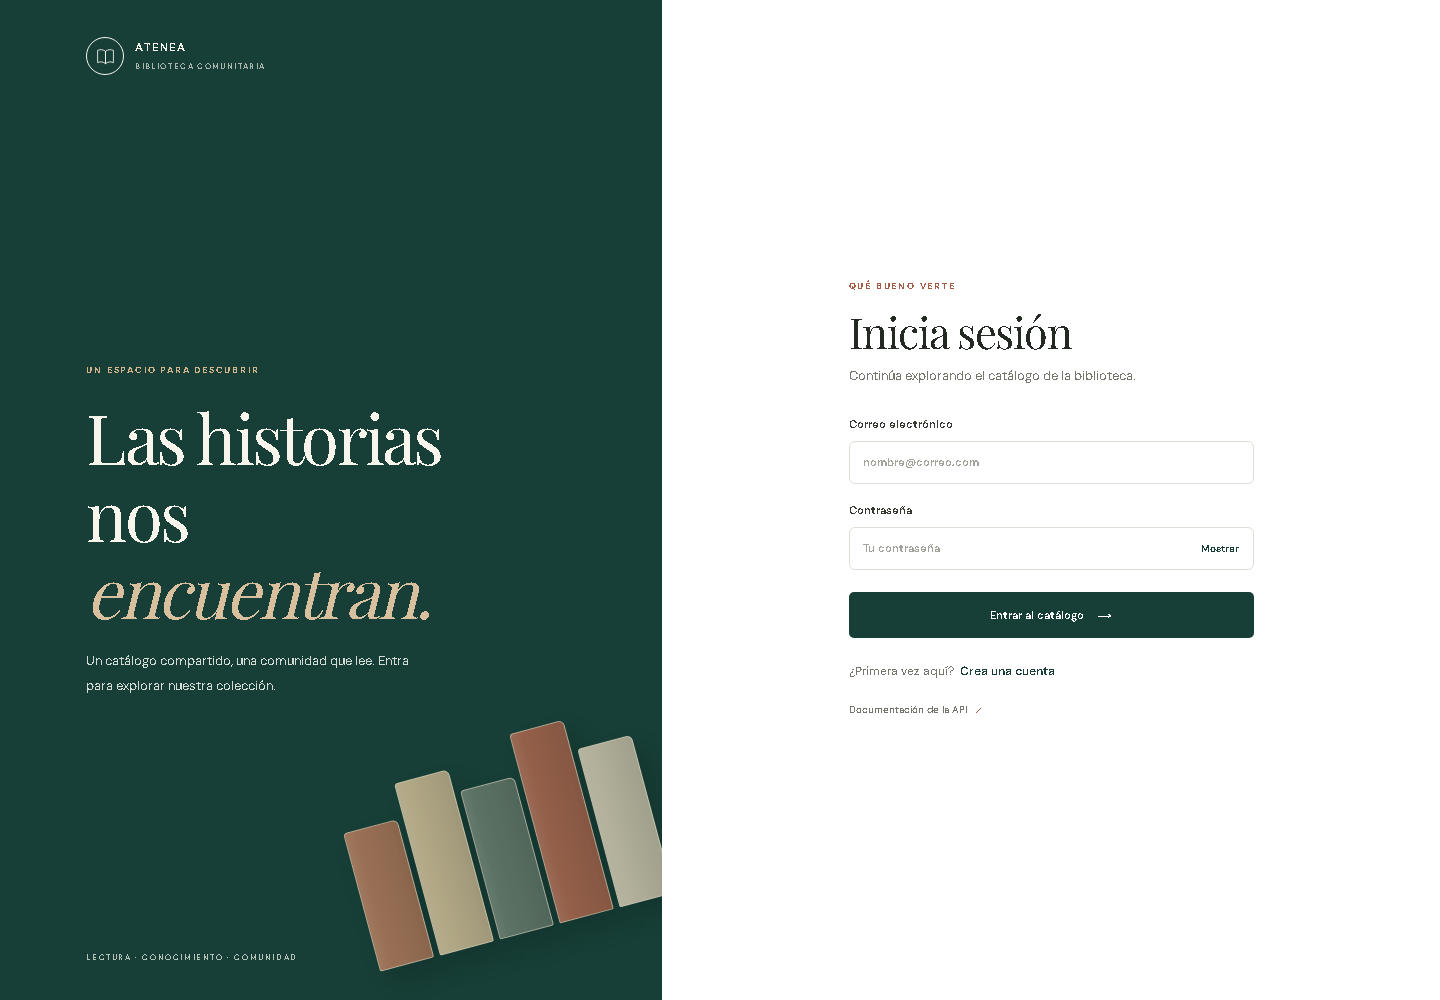 ATENEA
BIBLIOTECA COMUNITARIA
UN ESPACIO PARA DESCUBRIR
Las historias
nos
encuentran.
Un catálogo compartido, una comunidad que lee. Entra
para explorar nuestra colección.
LECTURA · CONOCIMIENTO · COMUNIDAD
QUÉ BUENO VERTE
Inicia sesión
Continúa explorando el catálogo de la biblioteca.
Correo electrónico
nombre@correo.com
Contraseña
Tu contraseña
Mostrar
Entrar al catálogo →
¿Primera vez aquí? Crea una cuenta
Documentación de la API